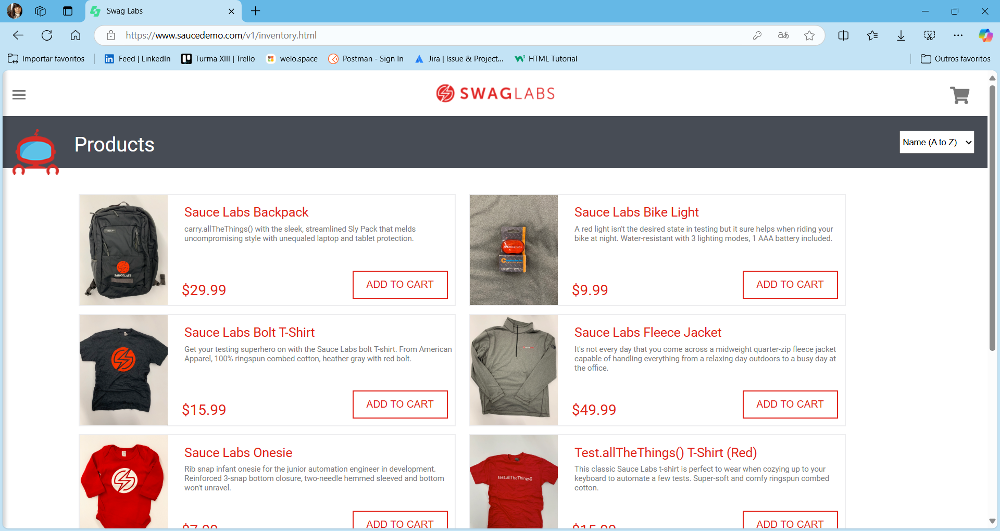 Swag Labs
https://www.saucedemo.com/v1/inventory.html
aあ
Importar favoritos
Feed | LinkedIn
Turma XIII | Trello
welo.space
Postman - Sign In
Jira | Issue & Project...
HTML Tutorial
Outros favoritos
SWAGLABS
Products
Name (A to Z)
Sauce Labs Backpack
carry.allTheThings() with the sleek, streamlined Sly Pack that melds
uncompromising style with unequaled laptop and tablet protection.
SAUCELABS
$29.99
ADD TO CART
Sauce Labs Bike Light
A red light isn't the desired state in testing but it sure helps when riding your
bike at night. Water-resistant with 3 lighting modes, 1 AAA battery included.
SAUCELABS
$9.99
ADD TO CART
Sauce Labs Bolt T-Shirt
Get your testing superhero on with the Sauce Labs bolt T-shirt. From American
Apparel, 100% ringspun combed cotton, heather gray with red bolt.
$15.99
ADD TO CART
Sauce Labs Fleece Jacket
It's not every day that you come across a midweight quarter-zip fleece jacket
capable of handling everything from a relaxing day outdoors to a busy day at
the office.
$49.99
ADD TO CART
Sauce Labs Onesie
Rib snap infant onesie for the junior automation engineer in development.
Reinforced 3-snap bottom closure, two-needle hemmed sleeved and bottom
won't unravel.
$7.99
ADD TO CART
Test.allTheThings() T-Shirt (Red)
This classic Sauce Labs t-shirt is perfect to wear when cozying up to your
keyboard to automate a few tests. Super-soft and comfy ringspun combed
cotton.
test.allTheThings()
$15.99
ADD TO CART